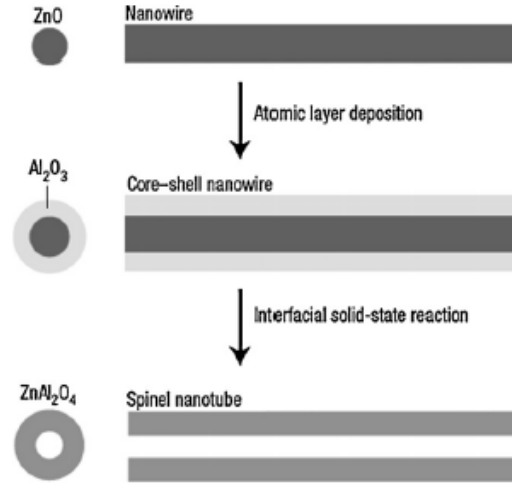 ZnO
Nanowire
Atomic layer deposition
Al₂O₃
Core–shell nanowire
Interfacial solid-state reaction
ZnAl₂O₄
Spinel nanotube